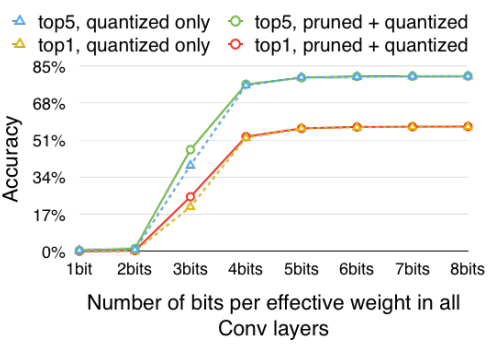 top5, quantized only top5, pruned + quantized
top1, quantized only top1, pruned + quantized
85%
68%
51%
34%
17%
0%
Accuracy
1bit 2bits 3bits 4bits 5bits 6bits 7bits 8bits
Number of bits per effective weight in all
Conv layers